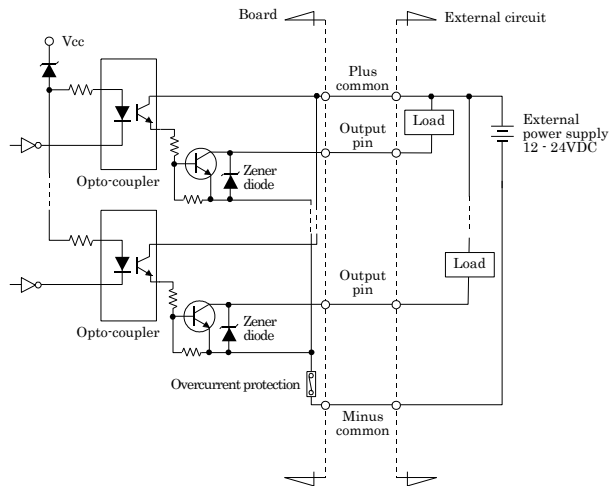 Board
External circuit
Vcc
Plus
common
Load
External
power supply
12 - 24VDC
Output
pin
Opto-coupler
Zener
diode
Output
pin
Load
Opto-coupler
Zener
diode
Overcurrent protection
Minus
common